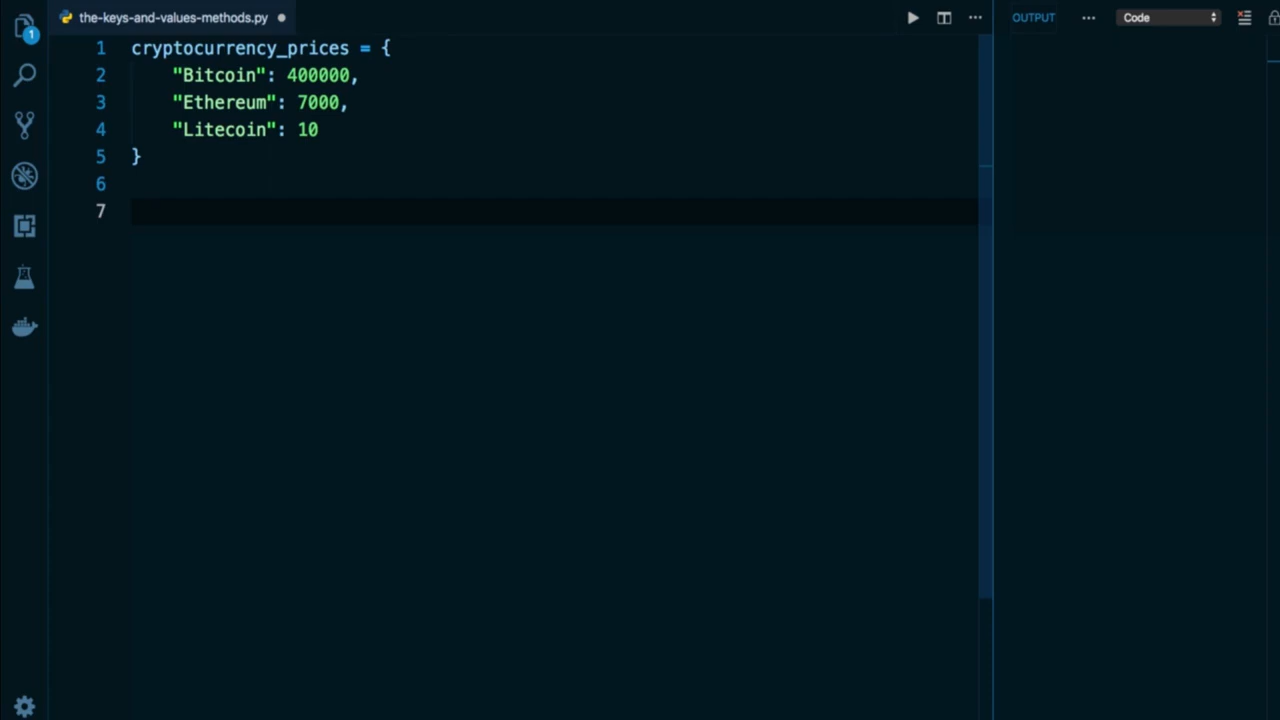 the-keys-and-values-methods.py
OUTPUT
Code
1
1 cryptocurrency_prices = {
2 "Bitcoin": 400000,
3 "Ethereum": 7000,
4 "Litecoin": 10
5 }
6
7